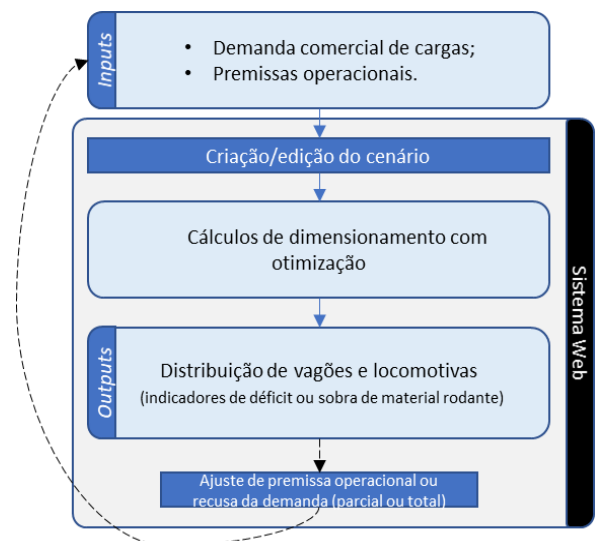 Inputs
• Demanda comercial de cargas;
• Premissas operacionais.
Criação/edição do cenário
Cálculos de dimensionamento com
otimização
Sistema Web
Outputs
Distribuição de vagões e locomotivas
(indicadores de déficit ou sobra de material rodante)
Ajuste de premissa operacional ou
recusa da demanda (parcial ou total)